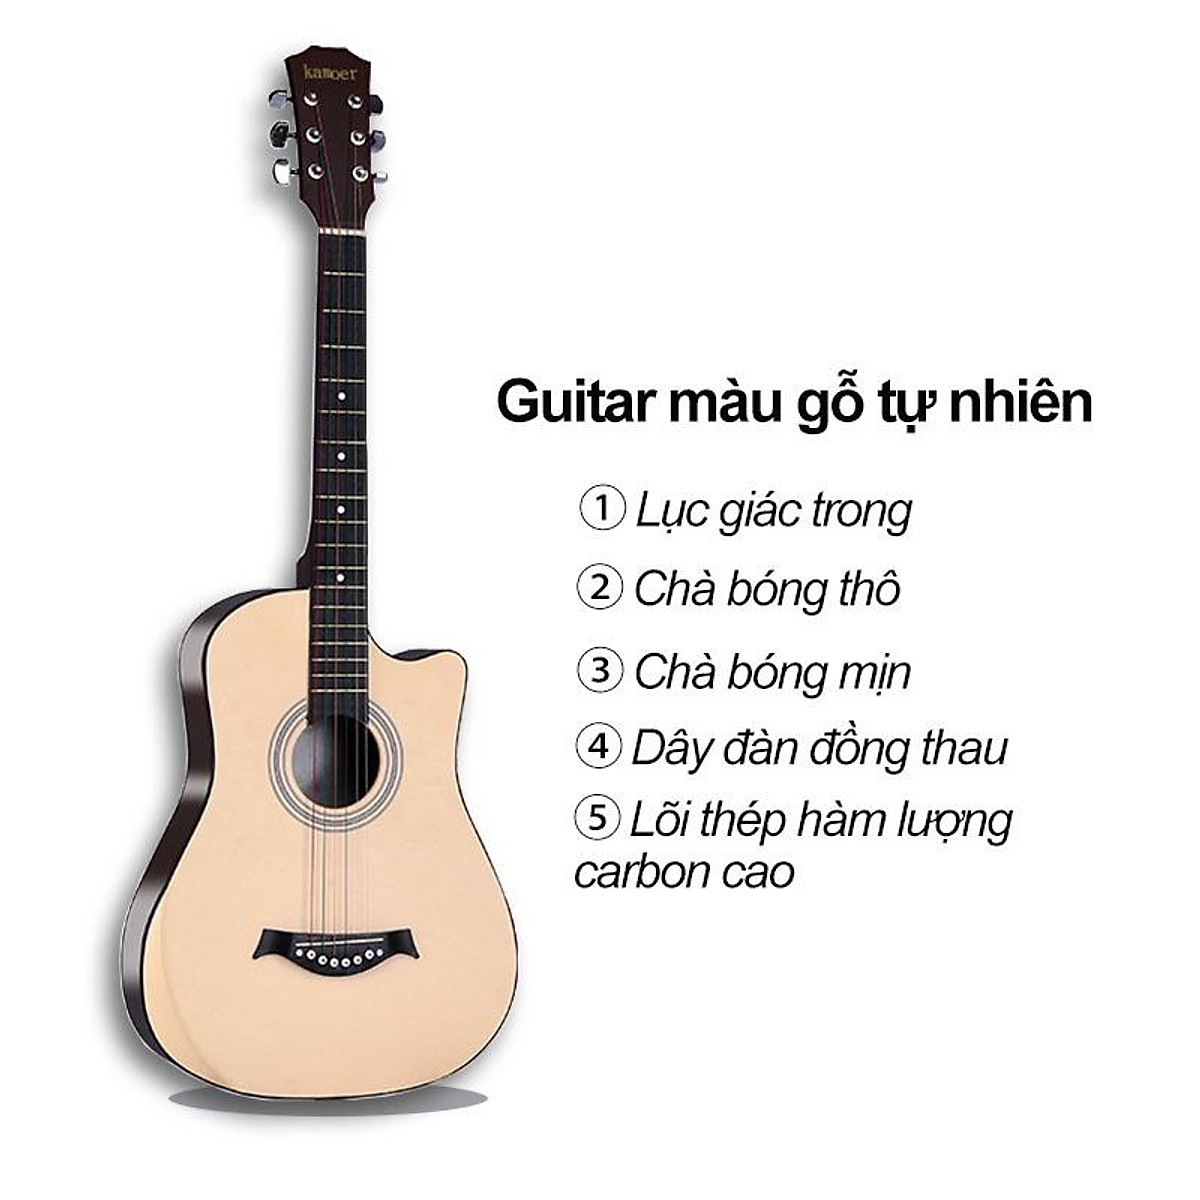 kamoer
Guitar màu gỗ tự nhiên
① Lục giác trong
② Chà bóng thô
③ Chà bóng mịn
④ Dây đàn đồng thau
⑤ Lõi thép hàm lượng
carbon cao